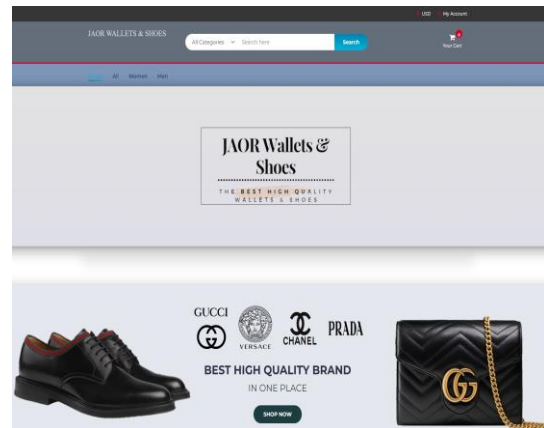 USD My Account
JAOR WALLETS & SHOES
All Categories Search here Search
0
Your Cart
All Women Men
JAOR Wallets &
Shoes
THE BEST HIGH QUALITY
WALLETS & SHOES
GUCCI
VERSACE
CHANEL
PRADA
BEST HIGH QUALITY BRAND
IN ONE PLACE
SHOP NOW